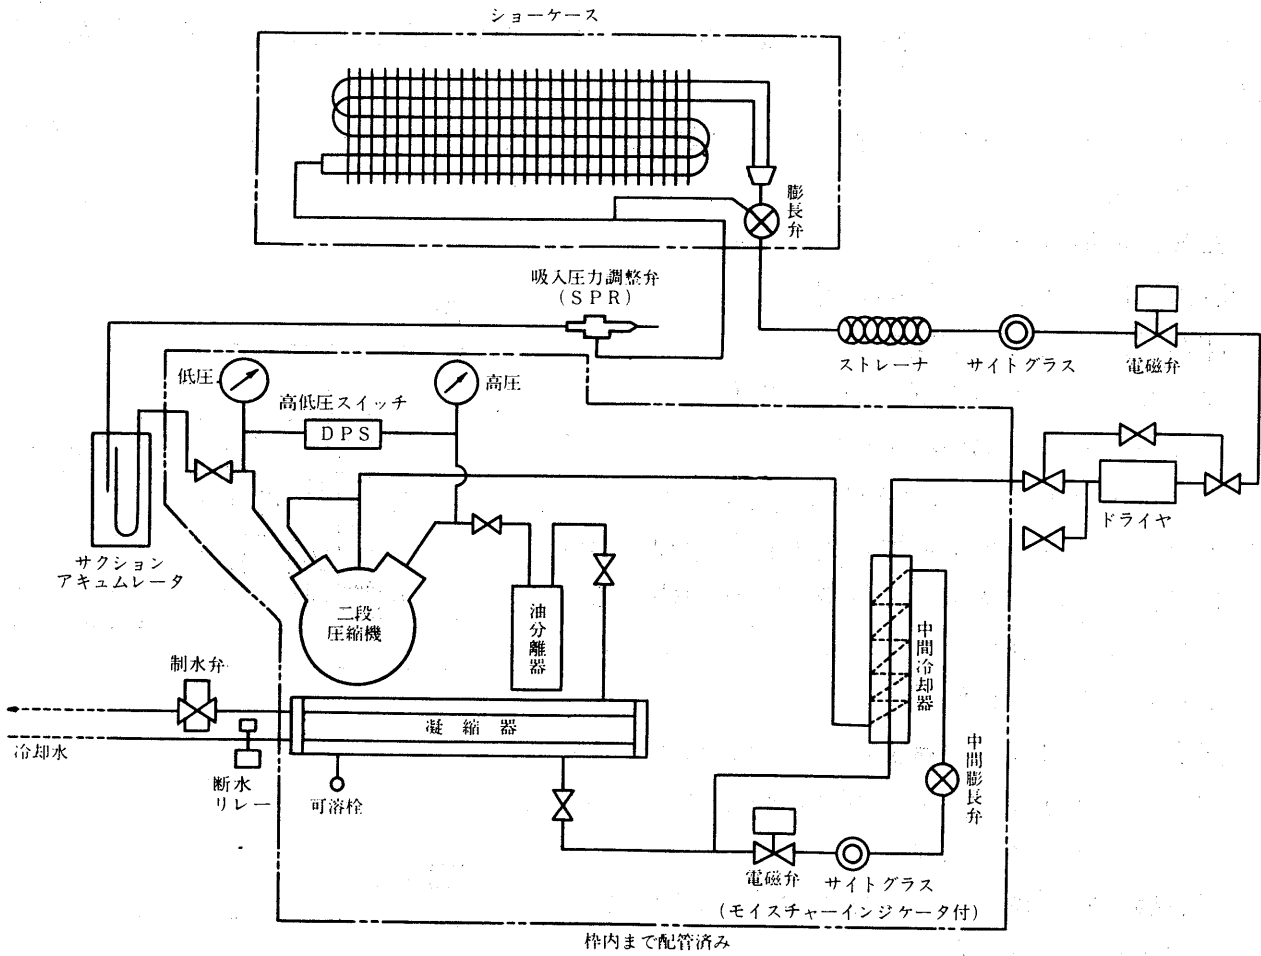 ショーケース
膨長弁
吸入圧力調整弁
(SPR)
ストレーナ
サイトグラス
電磁弁
低圧
高圧
高低圧スイッチ
DPS
ドライヤ
サクション
アキュムレータ
二段
圧縮機
油分離器
中間冷却器
制水弁
凝縮器
冷却水
断水
リレー
可溶栓
中間膨長弁
電磁弁
サイトグラス
(モイスチャーインジケータ付)
枠内まで配管済み